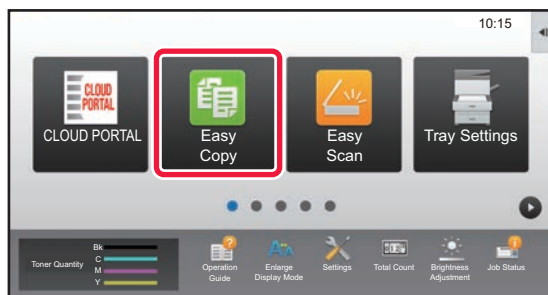 10:15
CLOUD
PORTAL
CLOUD PORTAL
Easy
Copy
Easy
Scan
Tray Settings
Toner Quantity
Bk
C
M
Y
Operation
Guide
Enlarge
Display Mode
Settings
Total Count
Brightness
Adjustment
Job Status